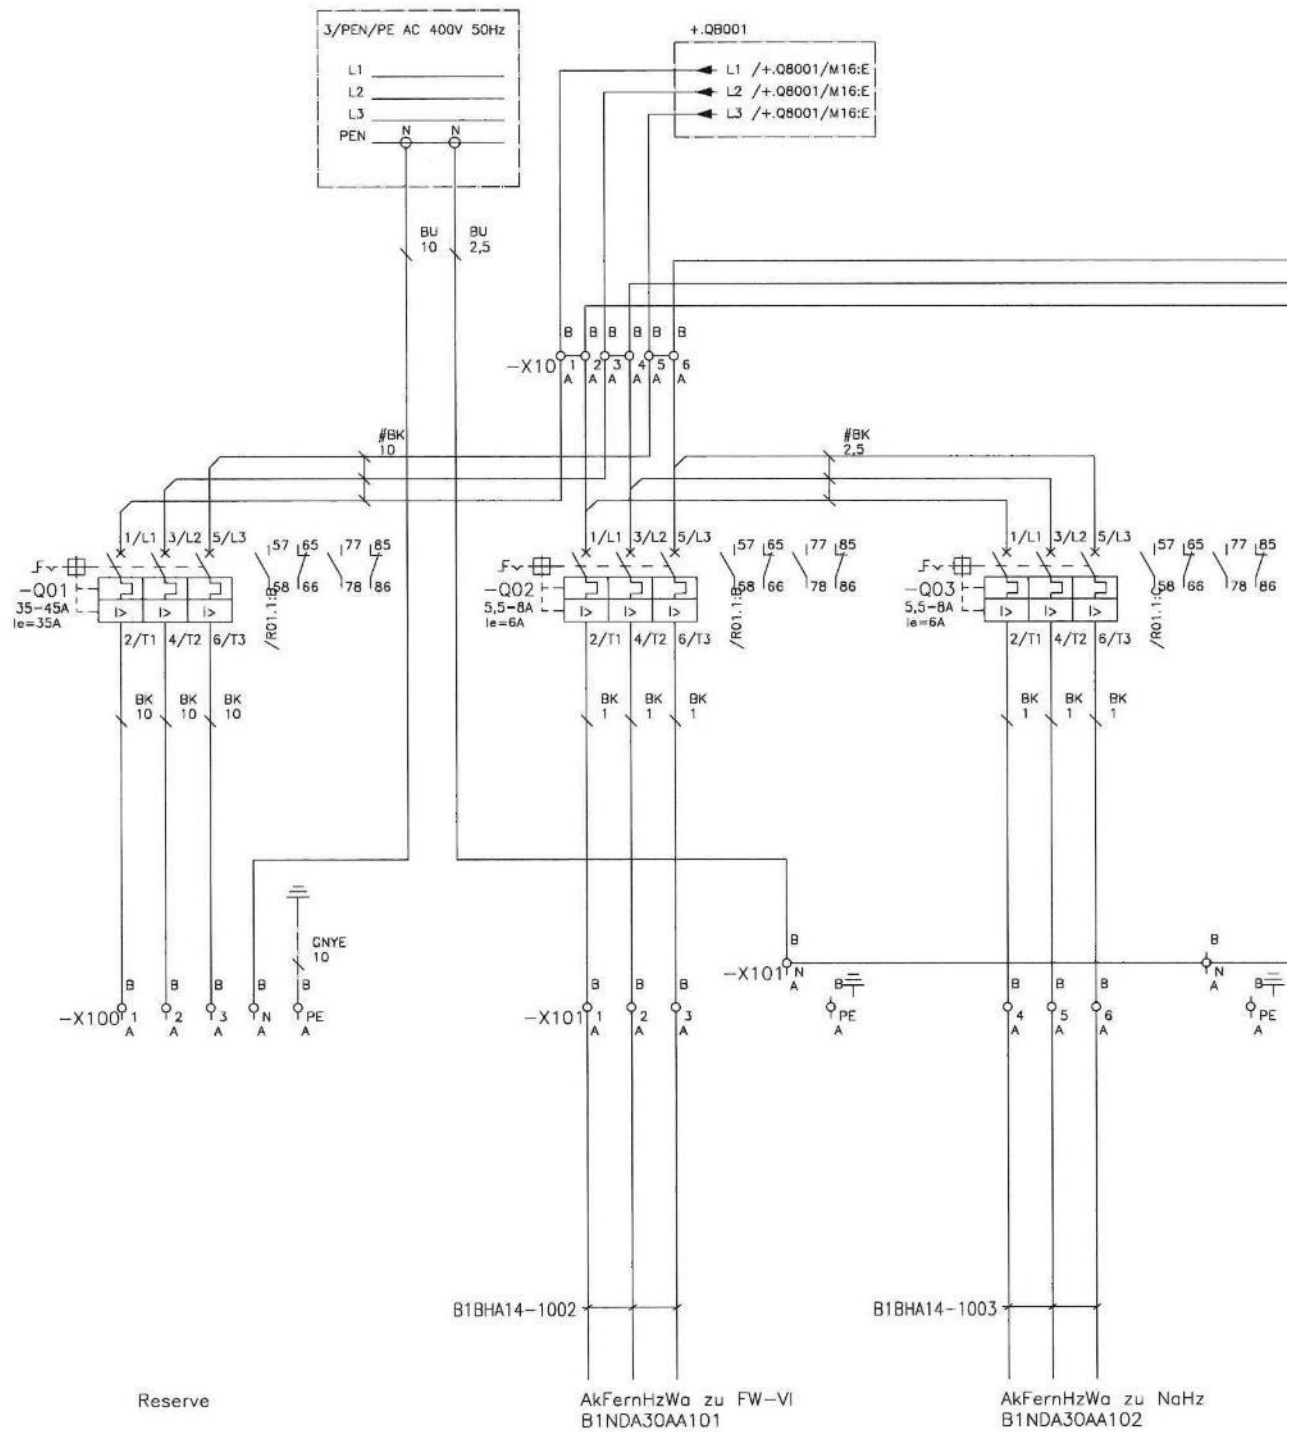 3/PEN/PE AC 400V 50Hz
L1
L2
L3
PEN
N N
+.QB001
L1 /+.Q8001/M16:E
L2 /+.Q8001/M16:E
L3 /+.Q8001/M16:E
BU BU
10 2,5
B B B B B B
-X10 1 2 3 4 5 6
A A A A A A
#BK
10
#BK
2,5
1/L1 3/L2 5/L3
57 65 77 85
58 66 78 86
-Q01
35-45A
Ie=35A
I> I> I>
2/T1 4/T2 6/T3
/R01.1:B
1/L1 3/L2 5/L3
57 65 77 85
58 66 78 86
-Q02
5,5-8A
Ie=6A
I> I> I>
2/T1 4/T2 6/T3
/R01.1:B
1/L1 3/L2 5/L3
57 65 77 85
58 66 78 86
-Q03
5,5-8A
Ie=6A
I> I> I>
2/T1 4/T2 6/T3
/R01.1:C
BK BK BK
10 10 10
BK BK BK
1 1 1
BK BK BK
1 1 1
GNYE
10
B B B B B
-X100 1 2 3 N PE
A A A A A
B
-X101 N
A
B
PE
A
B B B
-X101 1 2 3
A A A
B
N
A
B
PE
A
B B B
4 5 6
A A A
B1BHA14-1002
B1BHA14-1003
Reserve
AkFernHzWa zu FW-VI
B1NDA30AA101
AkFernHzWa zu NaHz
B1NDA30AA102